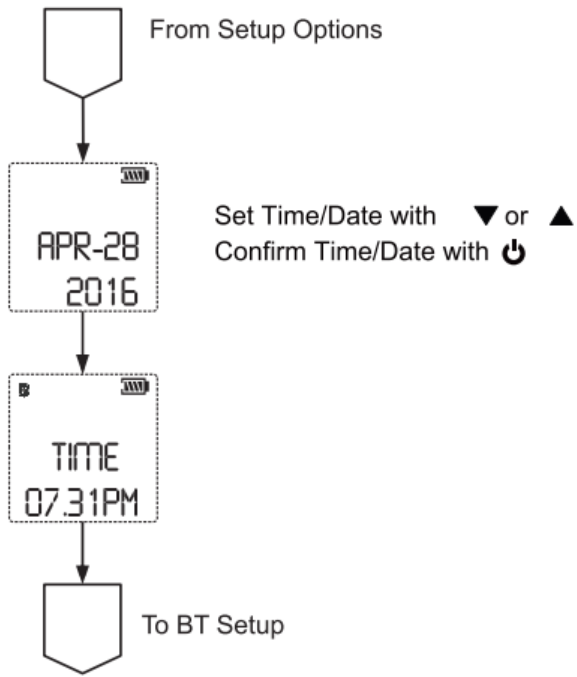 From Setup Options
APR-28
2016
Set Time/Date with ▼ or ▲
Confirm Time/Date with ⏻
TIME
07.31PM
To BT Setup